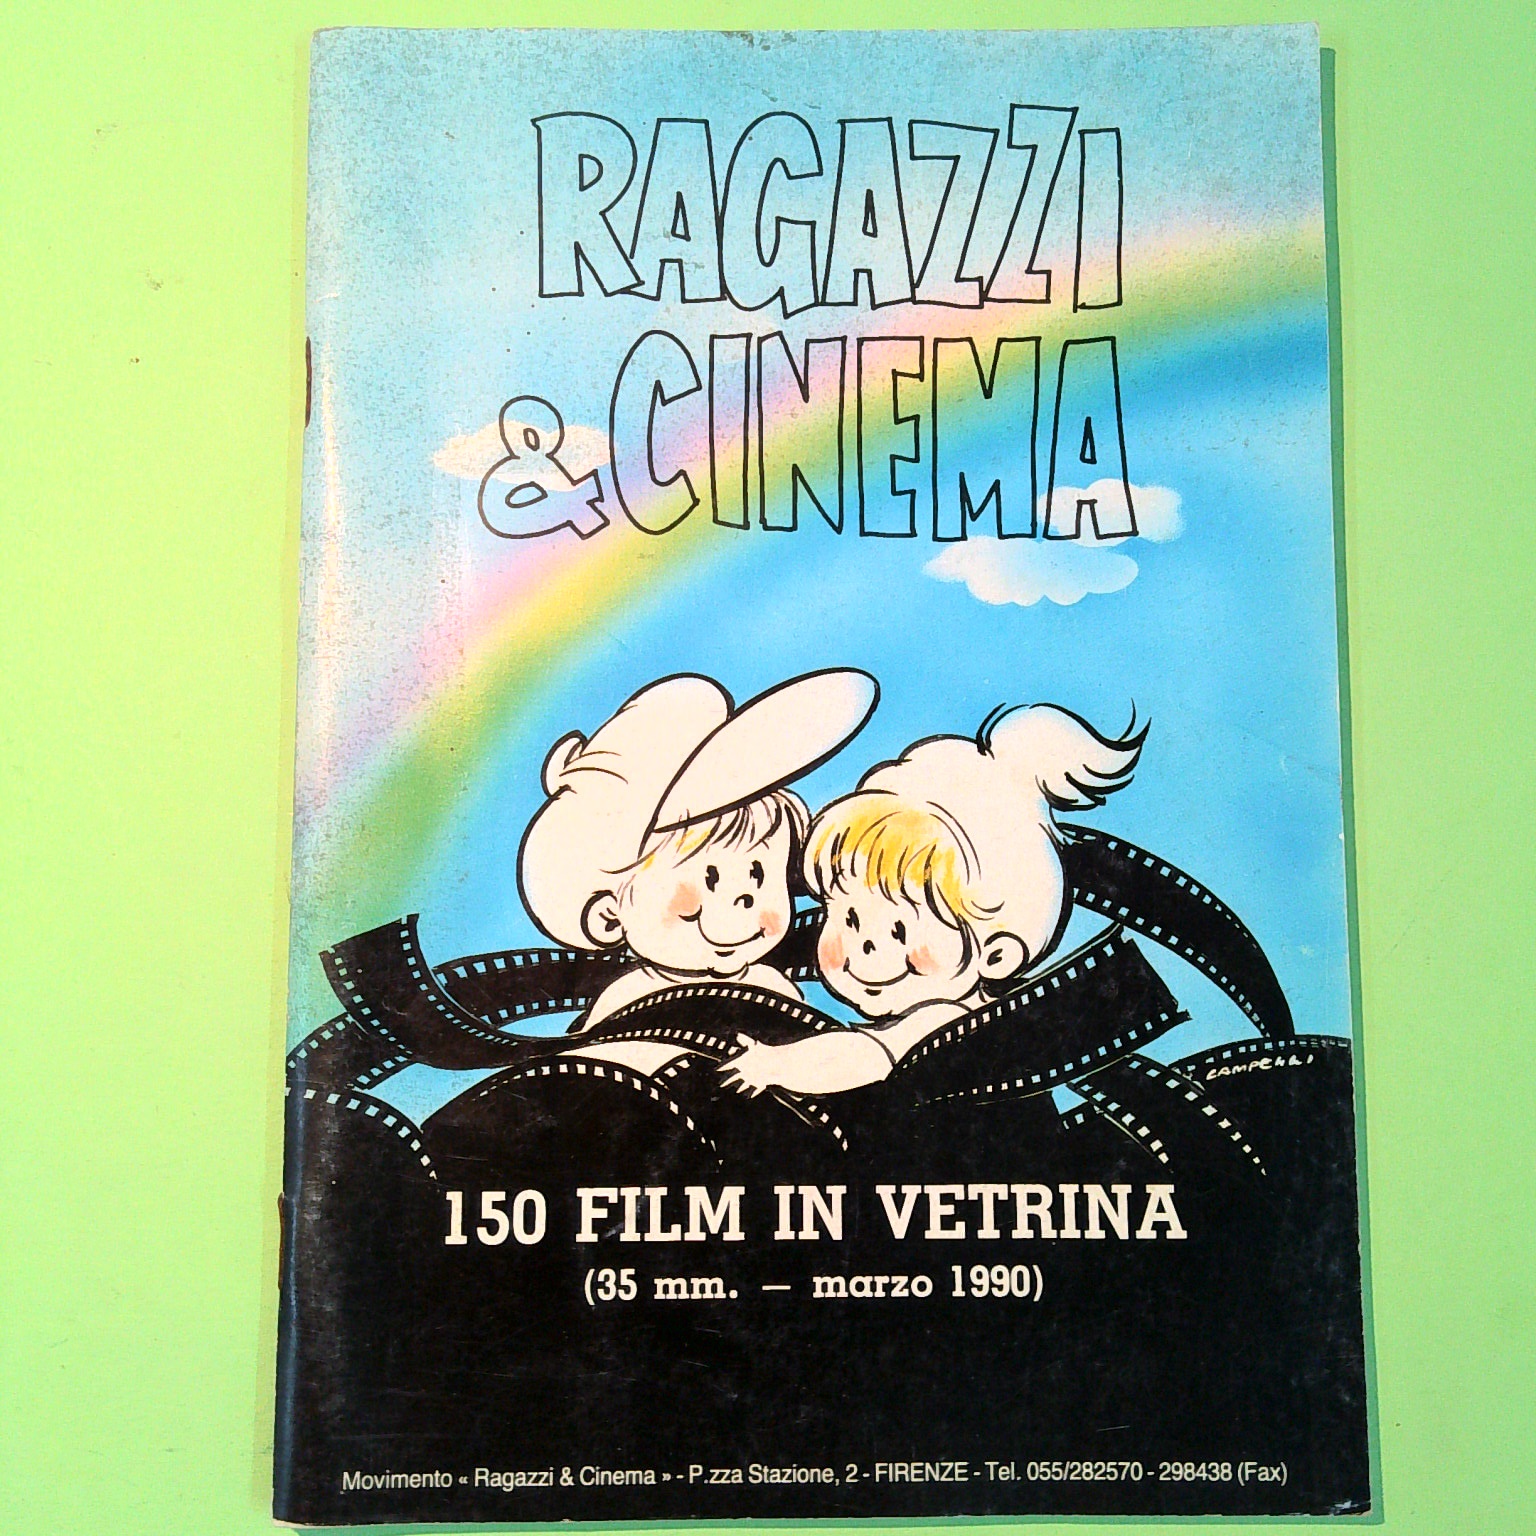 RAGAZZI
& CINEMA
CAMPEGGI
150 FILM IN VETRINA
(35 mm. — marzo 1990)
Movimento « Ragazzi & Cinema » - P.zza Stazione, 2 - FIRENZE - Tel. 055/282570 - 298438 (Fax)